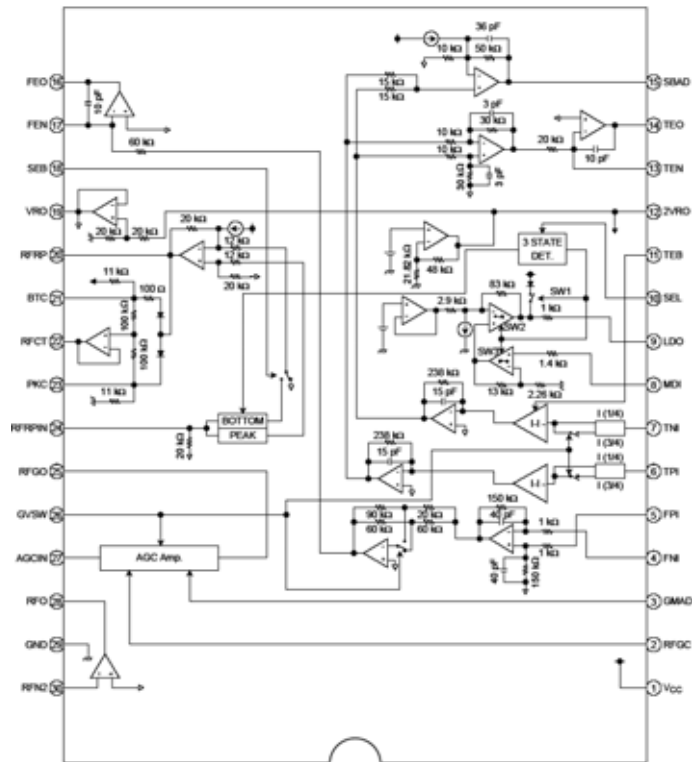 36 pF
10 kΩ 50 kΩ
FEO 16
10 pF
15 kΩ
15 kΩ
15 SBAD
FEN 17
60 kΩ
3 pF
30 kΩ
10 kΩ
10 kΩ
20 kΩ
14 TEO
10 pF
SEB 18
30 kΩ
3 pF
13 TEN
VRO 19
20 kΩ 20 kΩ
20 kΩ
12 2VRO
RFRP 20
12 kΩ
12 kΩ
20 kΩ
21.82 kΩ
48 kΩ
3 STATE
DET.
11 TEB
BTC 21
11 kΩ
100 Ω
100 kΩ
2.9 kΩ
83 kΩ
SW1
1 kΩ
10 SEL
RFCT 22
100 kΩ
SW2
9 LDO
PKC 23
11 kΩ
1.4 kΩ
13 kΩ
8 MDI
238 kΩ
15 pF
2.26 kΩ
RFRPIN 24
20 kΩ
BOTTOM
PEAK
I-I
I (1/4)
I (3/4)
7 TNI
RFGO 25
238 kΩ
15 pF
I-I
I (1/4)
I (3/4)
6 TPI
GVSW 26
90 kΩ 20 kΩ
60 kΩ 60 kΩ
150 kΩ
40 pF
1 kΩ
1 kΩ
5 FPI
AGCIN 27
AGC Amp.
40 pF
150 kΩ
4 FNI
RFO 28
3 GMAD
GND 29
2 RFGC
RFN2 30
1 VCC